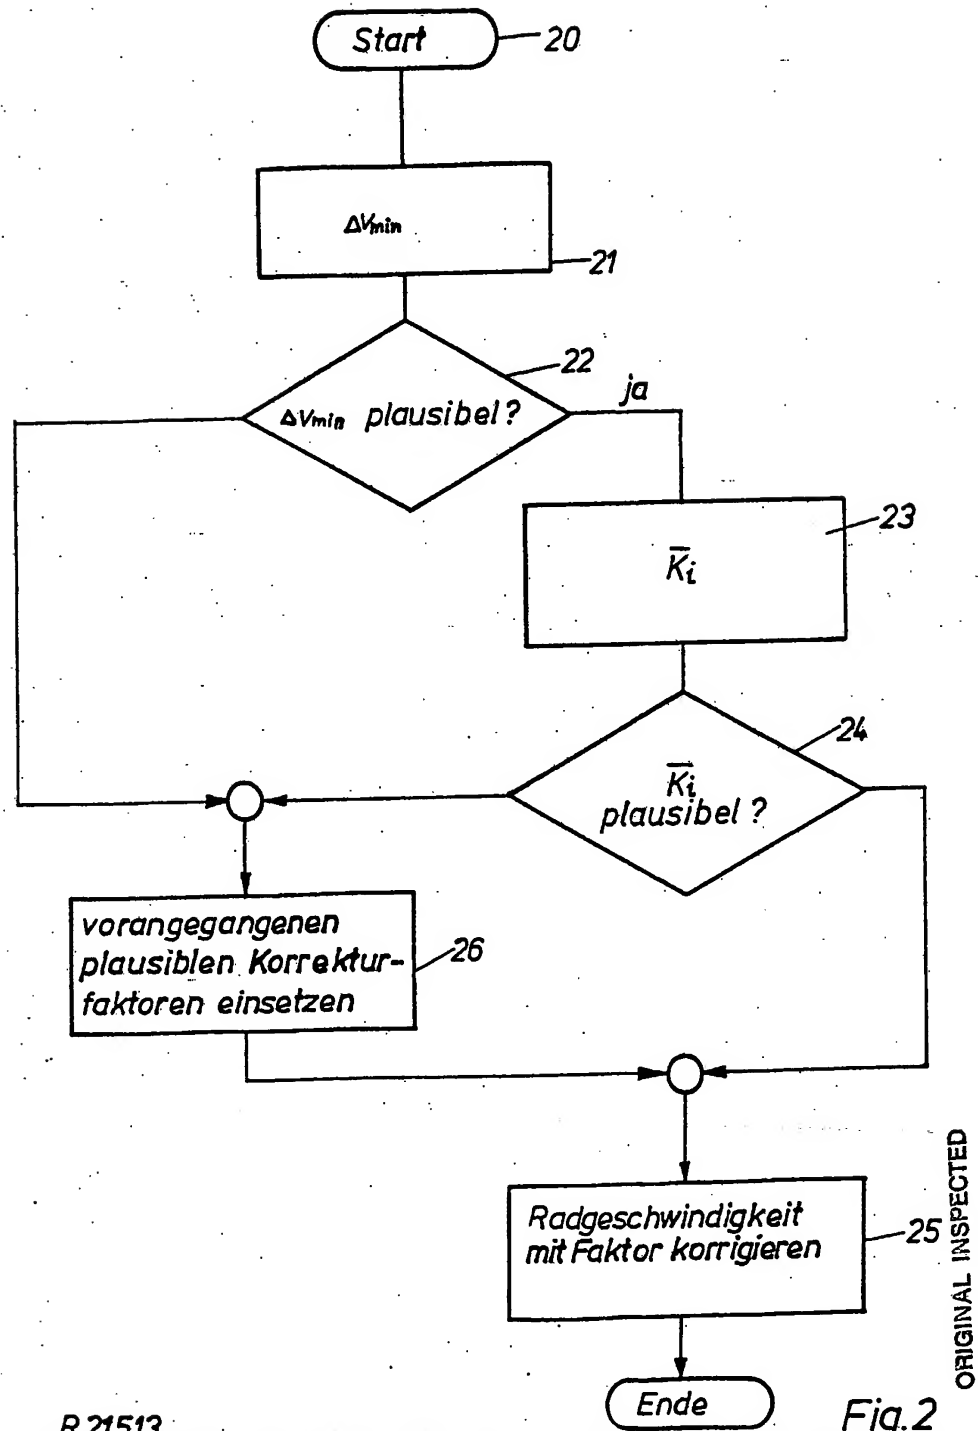 Start
20
ΔVmin
21
22
ja
ΔVmin plausibel?
23
K̅i
24
K̅i
plausibel?
vorangegangenen
plausiblen Korrektur-
faktoren einsetzen
26
Radgeschwindigkeit
mit Faktor korrigieren
25
ORIGINAL INSPECTED
Ende
R.21513
Fig.2